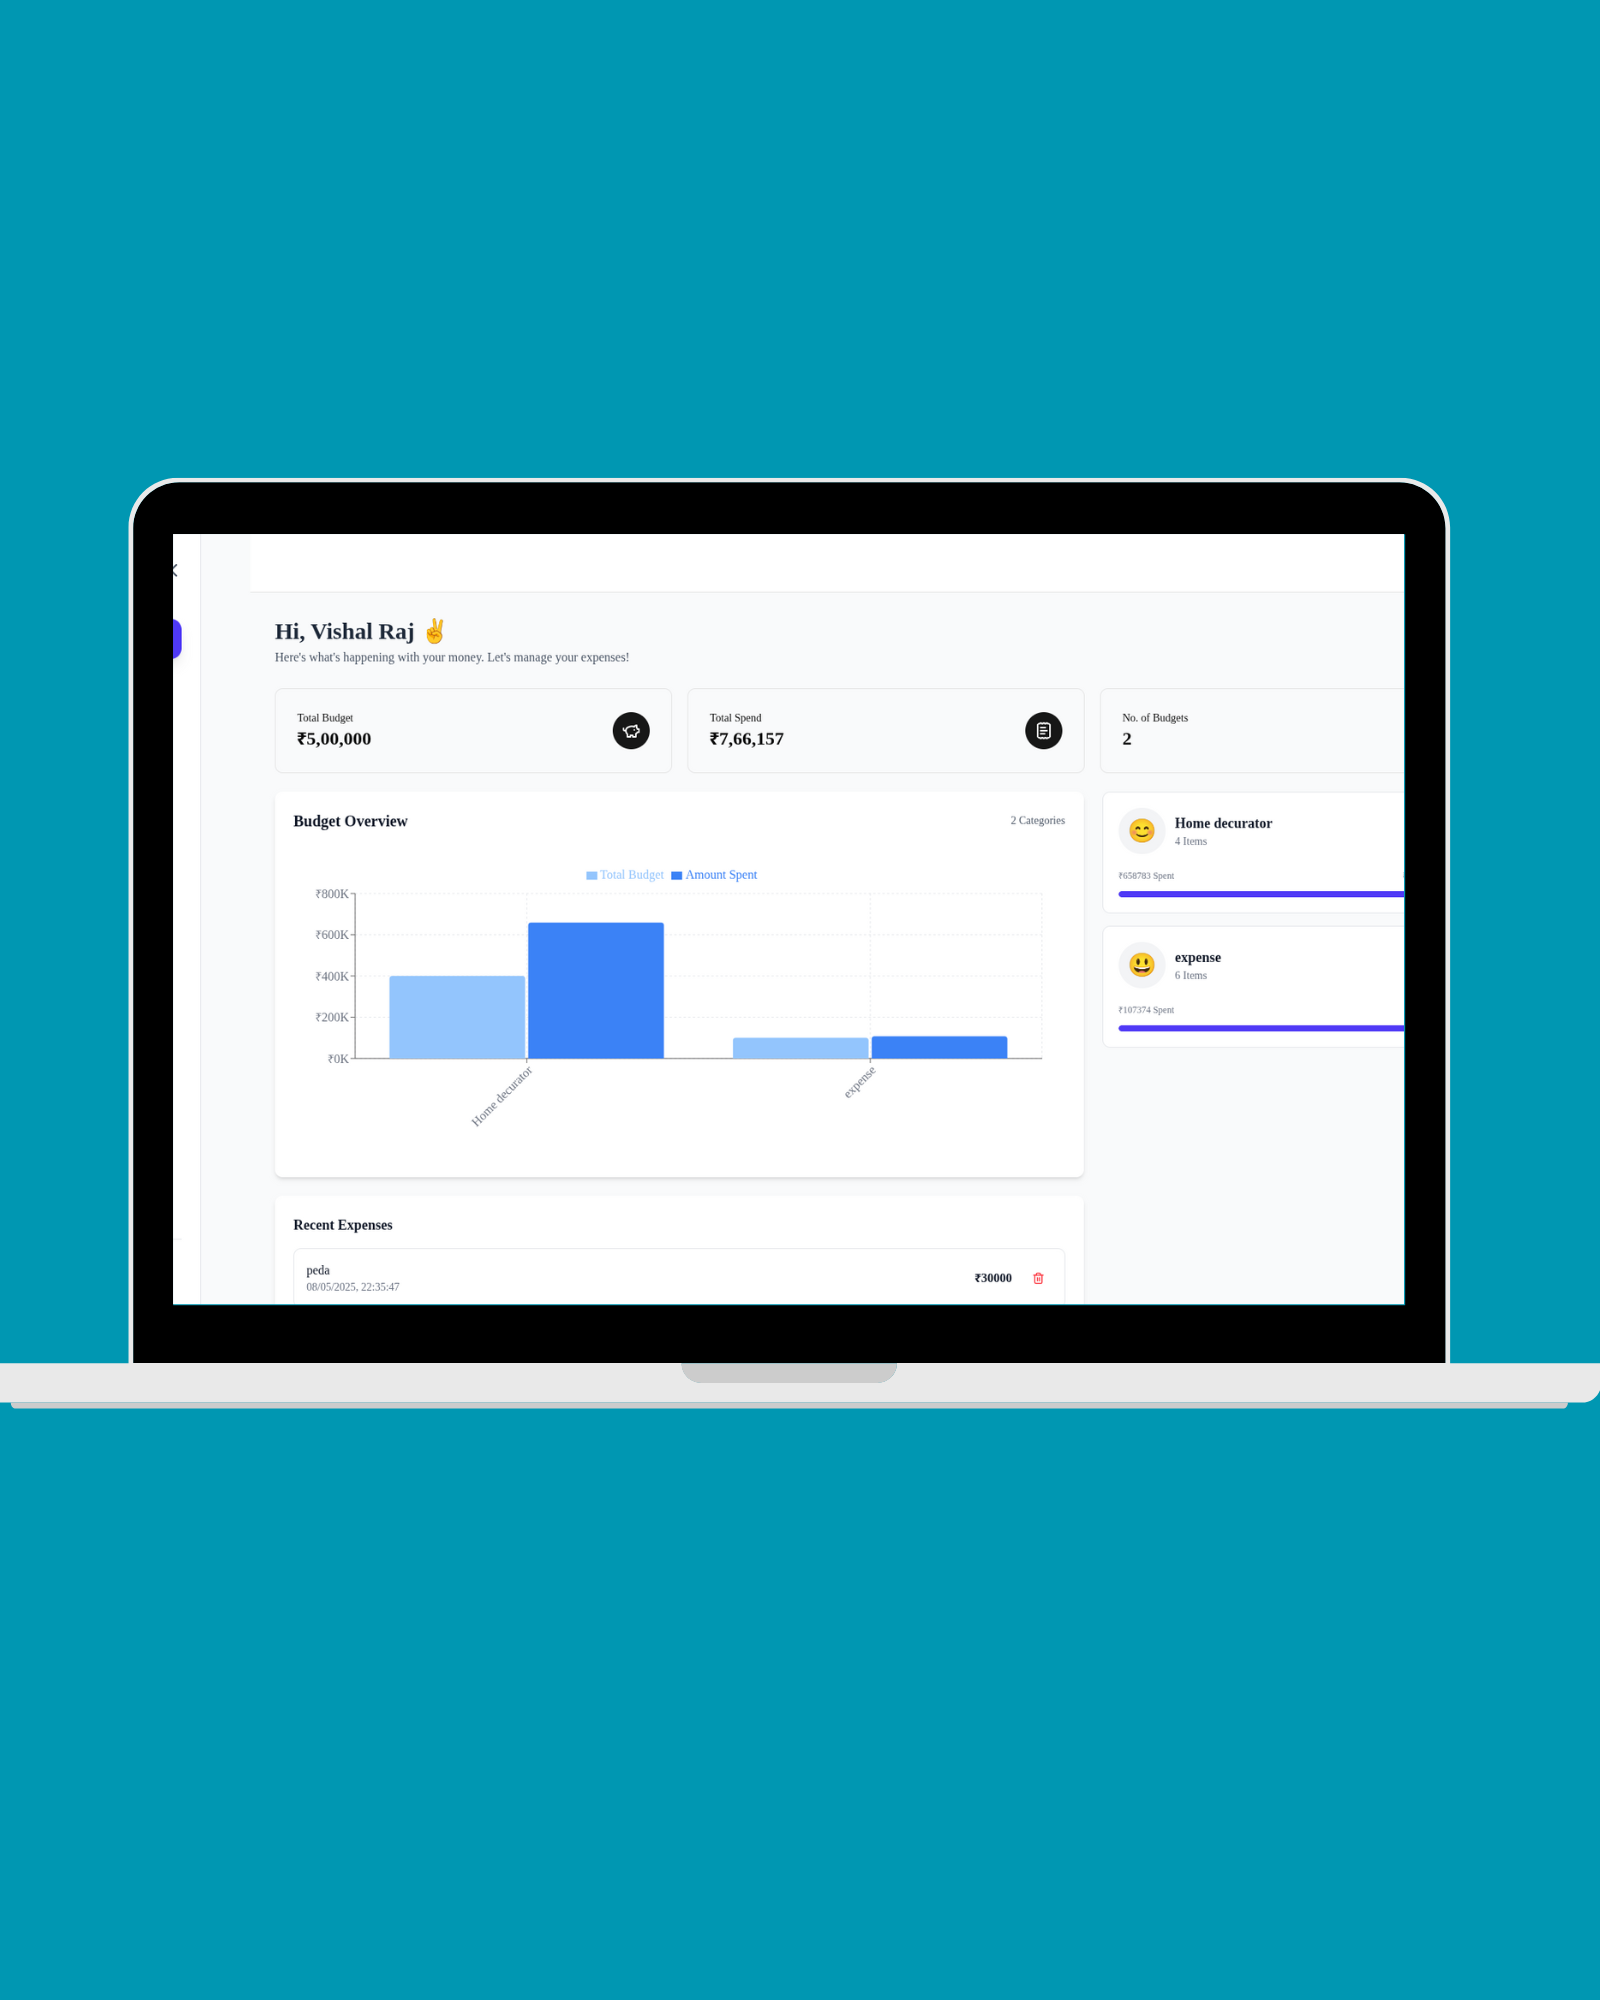 Hi, Vishal Raj ✌️
Here's what's happening with your money. Let's manage your expenses!
Total Budget
₹5,00,000
Total Spend
₹7,66,157
No. of Budgets
2
Budget Overview
2 Categories
Total Budget
Amount Spent
₹800K
₹600K
₹400K
₹200K
₹0K
Home decurator
expense
Home decurator
4 Items
₹658783 Spent
expense
6 Items
₹107374 Spent
Recent Expenses
peda
08/05/2025, 22:35:47
₹30000